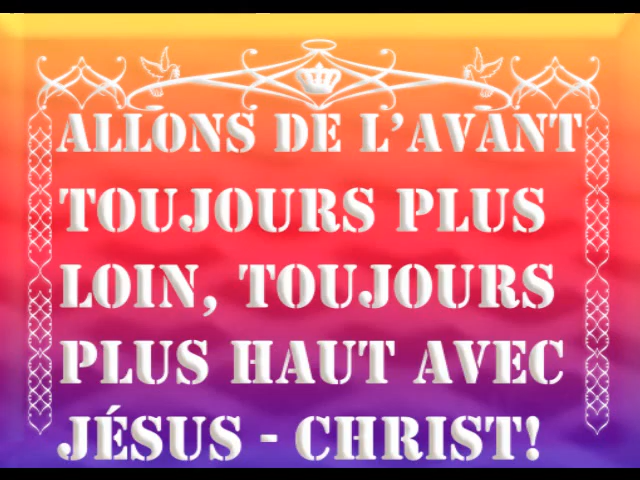 ALLONS DE L’AVANT
TOUJOURS PLUS
LOIN, TOUJOURS
PLUS HAUT AVEC
JÉSUS - CHRIST!